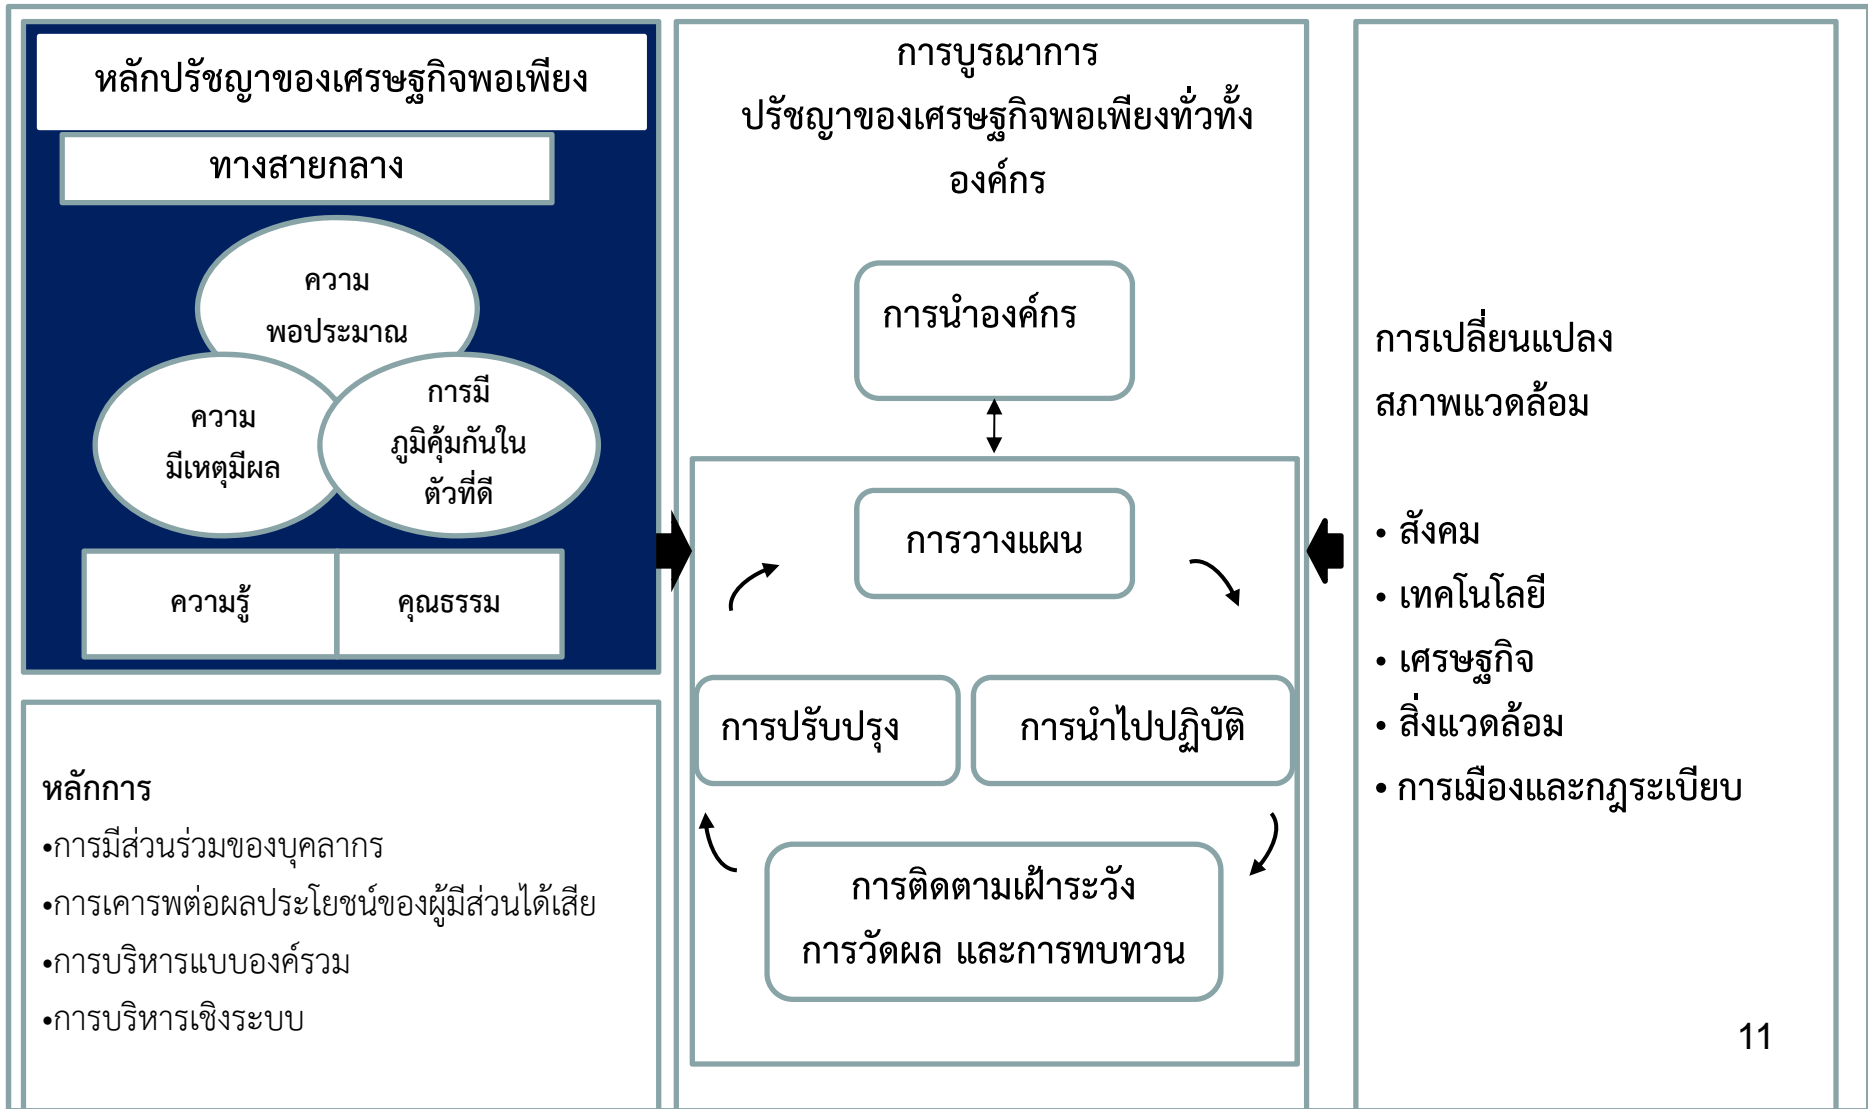 หลักปรัชญาของเศรษฐกิจพอเพียง
ทางสายกลาง
ความ
พอประมาณ
ความ
มีเหตุมีผล
การมี
ภูมิคุ้มกันใน
ตัวที่ดี
ความรู้
คุณธรรม
หลักการ
•การมีส่วนร่วมของบุคลากร
•การเคารพต่อผลประโยชน์ของผู้มีส่วนได้เสีย
•การบริหารแบบองค์รวม
•การบริหารเชิงระบบ
การบูรณาการ
ปรัชญาของเศรษฐกิจพอเพียงทั่วทั้ง
องค์กร
การนำองค์กร
การวางแผน
การปรับปรุง
การนำไปปฏิบัติ
การติดตามเฝ้าระวัง
การวัดผล และการทบทวน
การเปลี่ยนแปลง
สภาพแวดล้อม
• สังคม
• เทคโนโลยี
• เศรษฐกิจ
• สิ่งแวดล้อม
• การเมืองและกฎระเบียบ
11